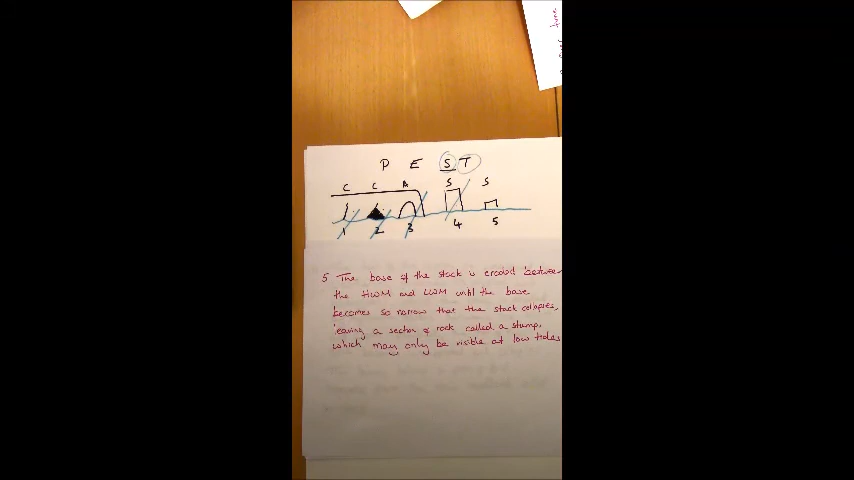 P E S T
C C A S S
1 2 3 4 5
5 The base of the stack is eroded between
the HWM and LWM until the base
becomes so narrow that the stack collapses,
leaving a section of rock called a stump,
which may only be visible at low tides
time
over